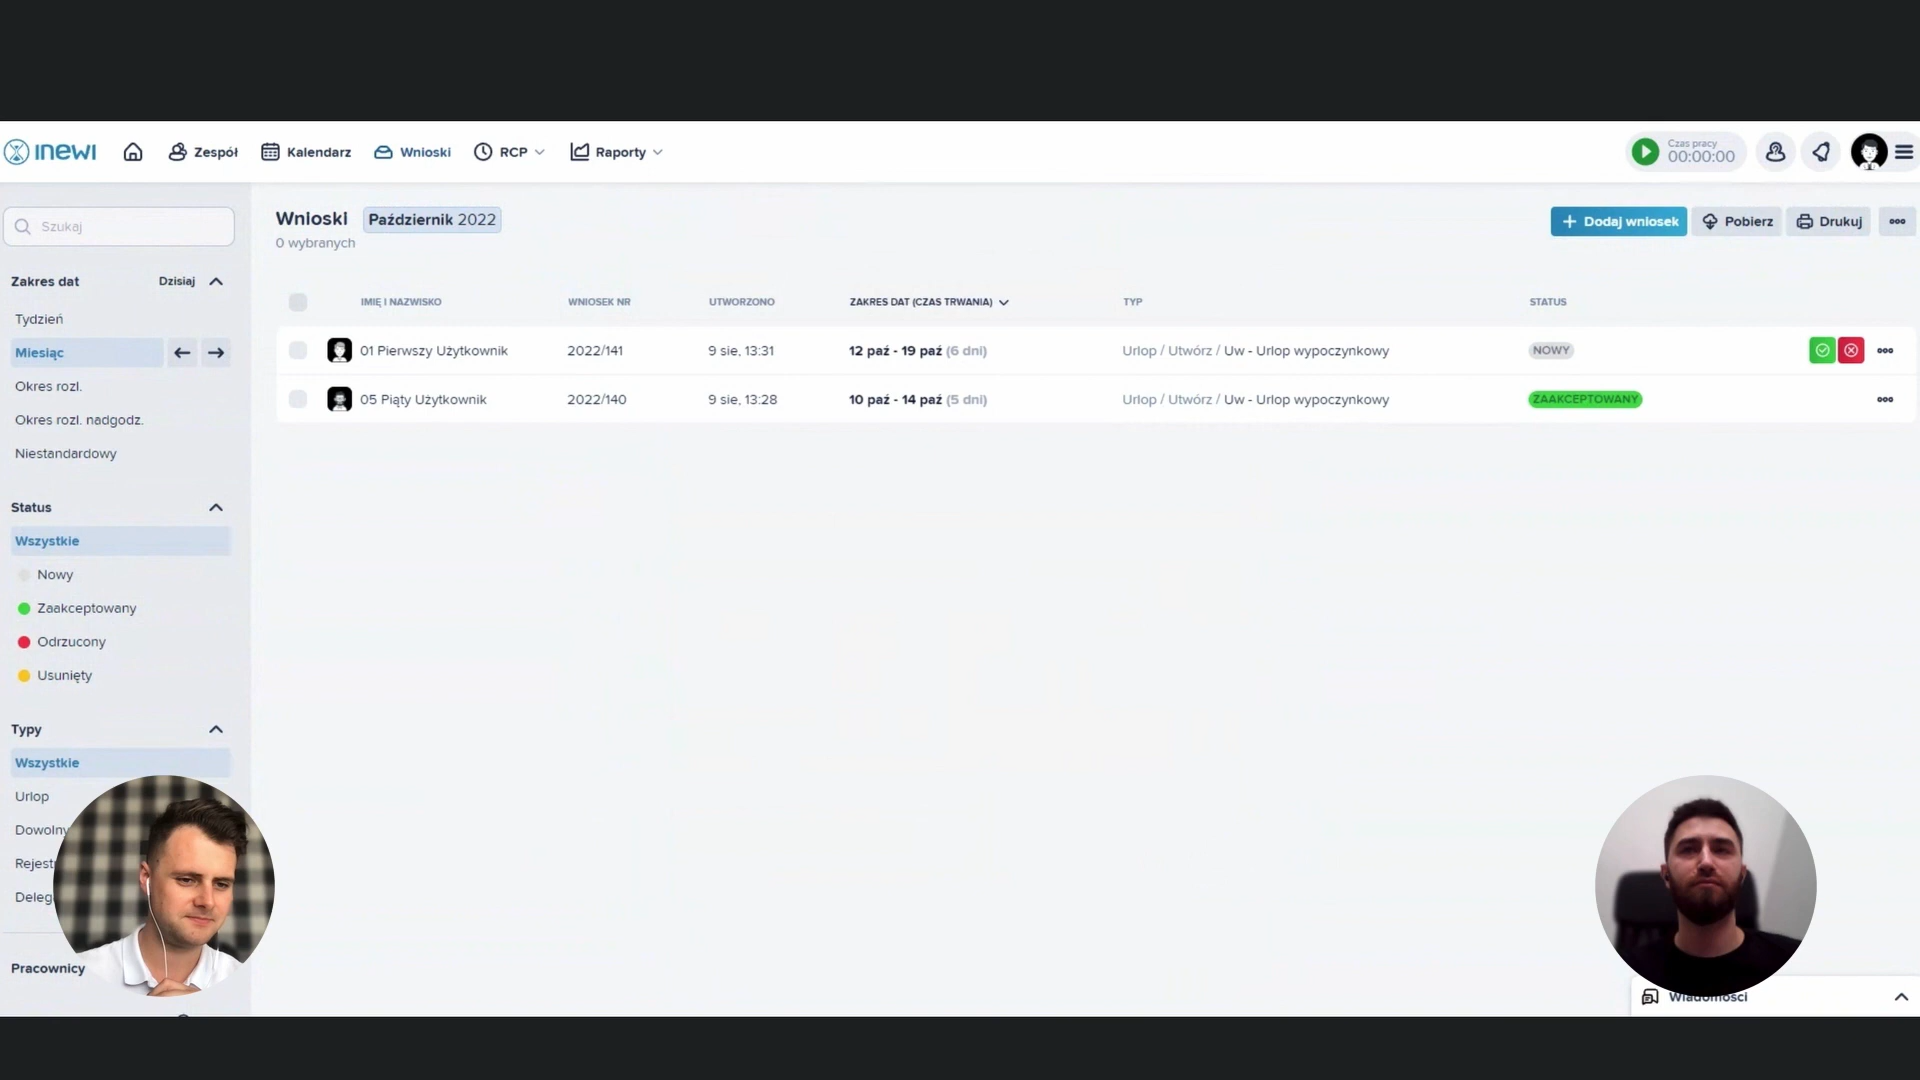 inewi
Zespół
Kalendarz
Wnioski
RCP
Raporty
Czas pracy
00:00:00
Szukaj
Wnioski
Październik 2022
0 wybranych
Dodaj wniosek
Pobierz
Drukuj
Zakres dat
Dzisiaj
Tydzień
Miesiąc
Okres rozl.
Okres rozl. nadgodz.
Niestandardowy
IMIĘ I NAZWISKO
WNIOSEK NR
UTWORZONO
ZAKRES DAT (CZAS TRWANIA)
TYP
STATUS
01 Pierwszy Użytkownik
2022/141
9 sie, 13:31
12 paź - 19 paź (6 dni)
Urlop / Utwórz / Uw - Urlop wypoczynkowy
NOWY
05 Piąty Użytkownik
2022/140
9 sie, 13:28
10 paź - 14 paź (5 dni)
Urlop / Utwórz / Uw - Urlop wypoczynkowy
ZAAKCEPTOWANY
Status
Wszystkie
Nowy
Zaakceptowany
Odrzucony
Usunięty
Typy
Wszystkie
Urlop
Dowolny
Pracownicy
Wiadomości